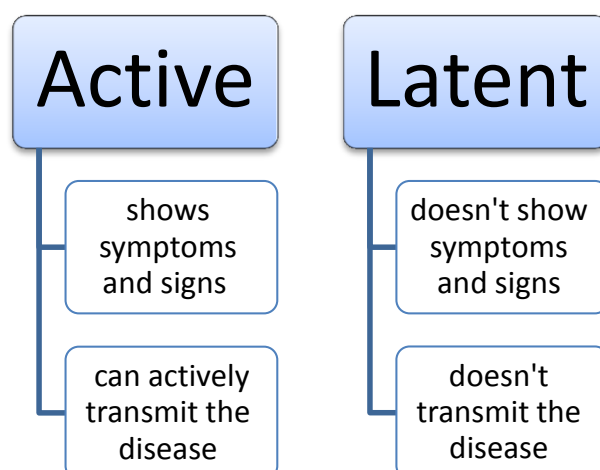 Active
shows
symptoms
and signs
can actively
transmit the
disease
Latent
doesn't show
symptoms
and signs
doesn't
transmit the
disease